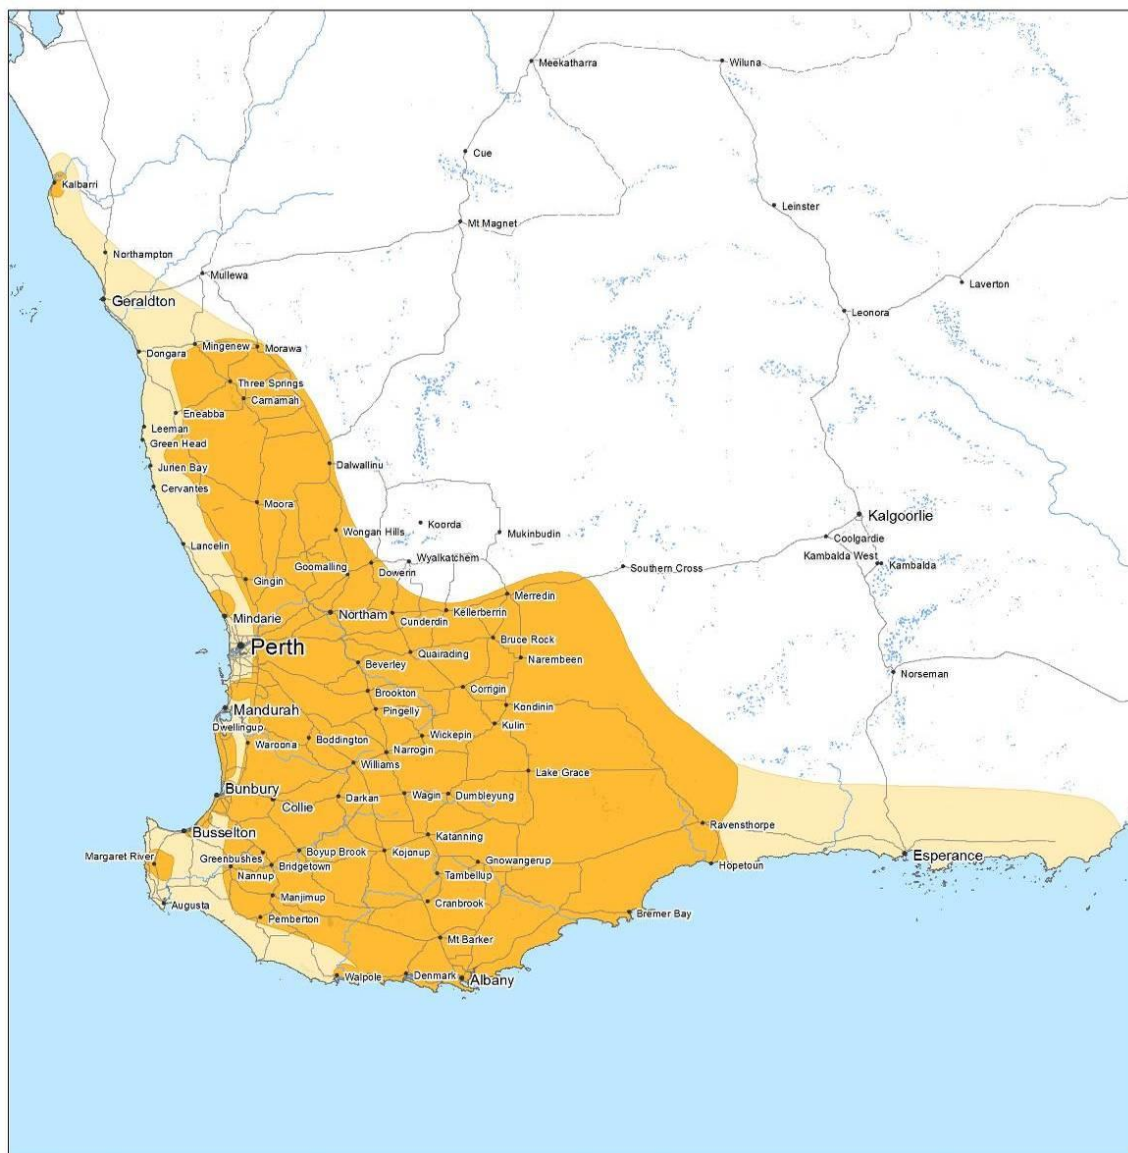 Meekatharra
Wiluna
Cue
Kalbarri
Leinster
Mt Magnet
Northampton
Mullewa
Laverton
Geraldton
Leonora
Dongara
Mingenew
Morawa
Three Springs
Carnamah
Eneabba
Leeman
Green Head
Jurien Bay
Dalwallinu
Cervantes
Moora
Kalgoorlie
Koorda
Wongan Hills
Mukinbudin
Coolgardie
Lancelin
Kambalda West
Wyalkatchem
Kambalda
Goomalling
Dowerin
Southern Cross
Gingin
Merredin
Mindarie
Northam
Cunderdin
Kellerberrin
Bruce Rock
Perth
Quairading
Narembeen
Beverley
Norseman
Brookton
Corrigin
Mandurah
Pingelly
Kondinin
Dwellingup
Kulin
Waroona
Boddington
Wickepin
Narrogin
Williams
Lake Grace
Bunbury
Collie
Darkan
Wagin
Dumbleyung
Busselton
Katanning
Ravensthorpe
Margaret River
Greenbushes
Boyup Brook
Kojonup
Gnowangerup
Esperance
Bridgetown
Hopetoun
Nannup
Tambellup
Manjimup
Augusta
Cranbrook
Pemberton
Bremer Bay
Mt Barker
Walpole
Denmark
Albany